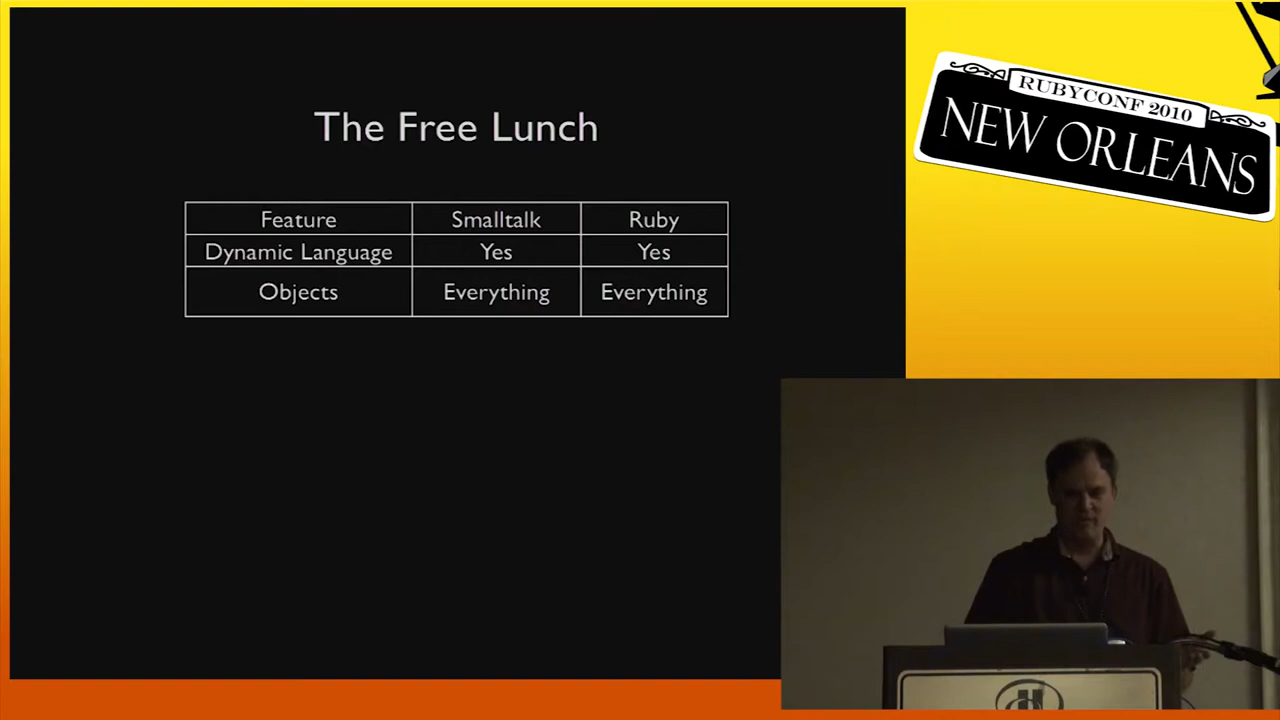 The Free Lunch
Feature Smalltalk Ruby
Dynamic Language Yes Yes
Objects Everything Everything
RUBYCONF 2010
NEW ORLEANS